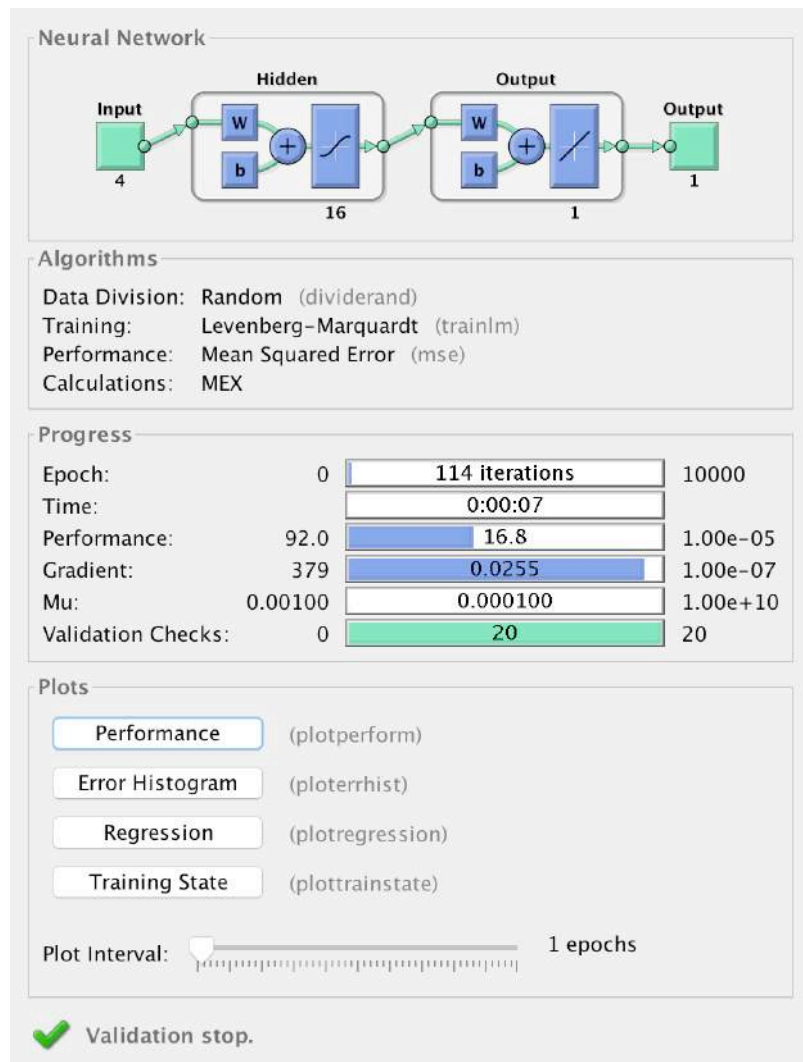 Neural Network
Hidden
Output
Input
Output
W
W
b
b
4
1
16
1
Algorithms
Data Division: Random (dividerand)
Training: Levenberg-Marquardt (trainlm)
Performance: Mean Squared Error (mse)
Calculations: MEX
Progress
Epoch: 0 114 iterations 10000
Time: 0:00:07
Performance: 92.0 16.8 1.00e-05
Gradient: 379 0.0255 1.00e-07
Mu: 0.00100 0.000100 1.00e+10
Validation Checks: 0 20 20
Plots
Performance (plotperform)
Error Histogram (ploterrhist)
Regression (plotregression)
Training State (plottrainstate)
Plot Interval: 1 epochs
Validation stop.